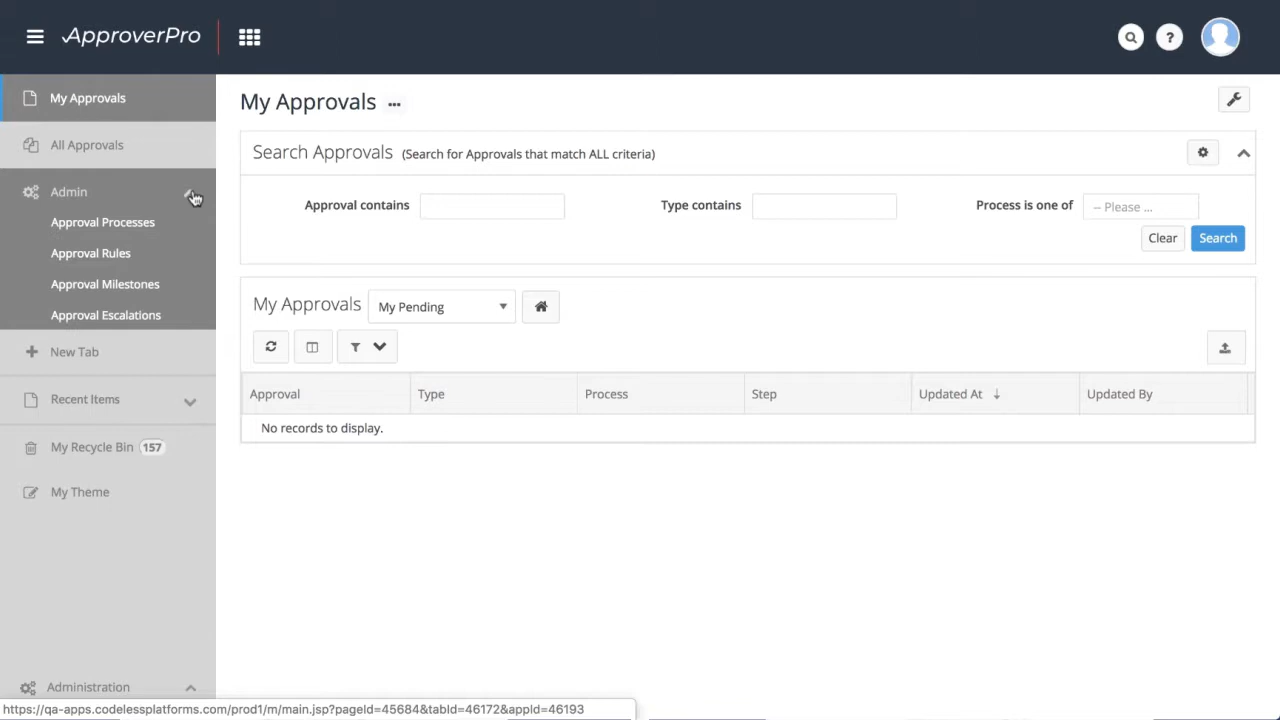 ApproverPro
?
My Approvals
All Approvals
Admin
Approval Processes
Approval Rules
Approval Milestones
Approval Escalations
New Tab
Recent Items
My Recycle Bin 157
My Theme
Administration
My Approvals
Search Approvals (Search for Approvals that match ALL criteria)
Approval contains Type contains Process is one of -- Please ...
Clear Search
My Approvals My Pending
Approval Type Process Step Updated At ↓ Updated By
No records to display.
https://qa-apps.codelessplatforms.com/prod1/m/main.jsp?pageId=45684&tabId=46172&appId=46193